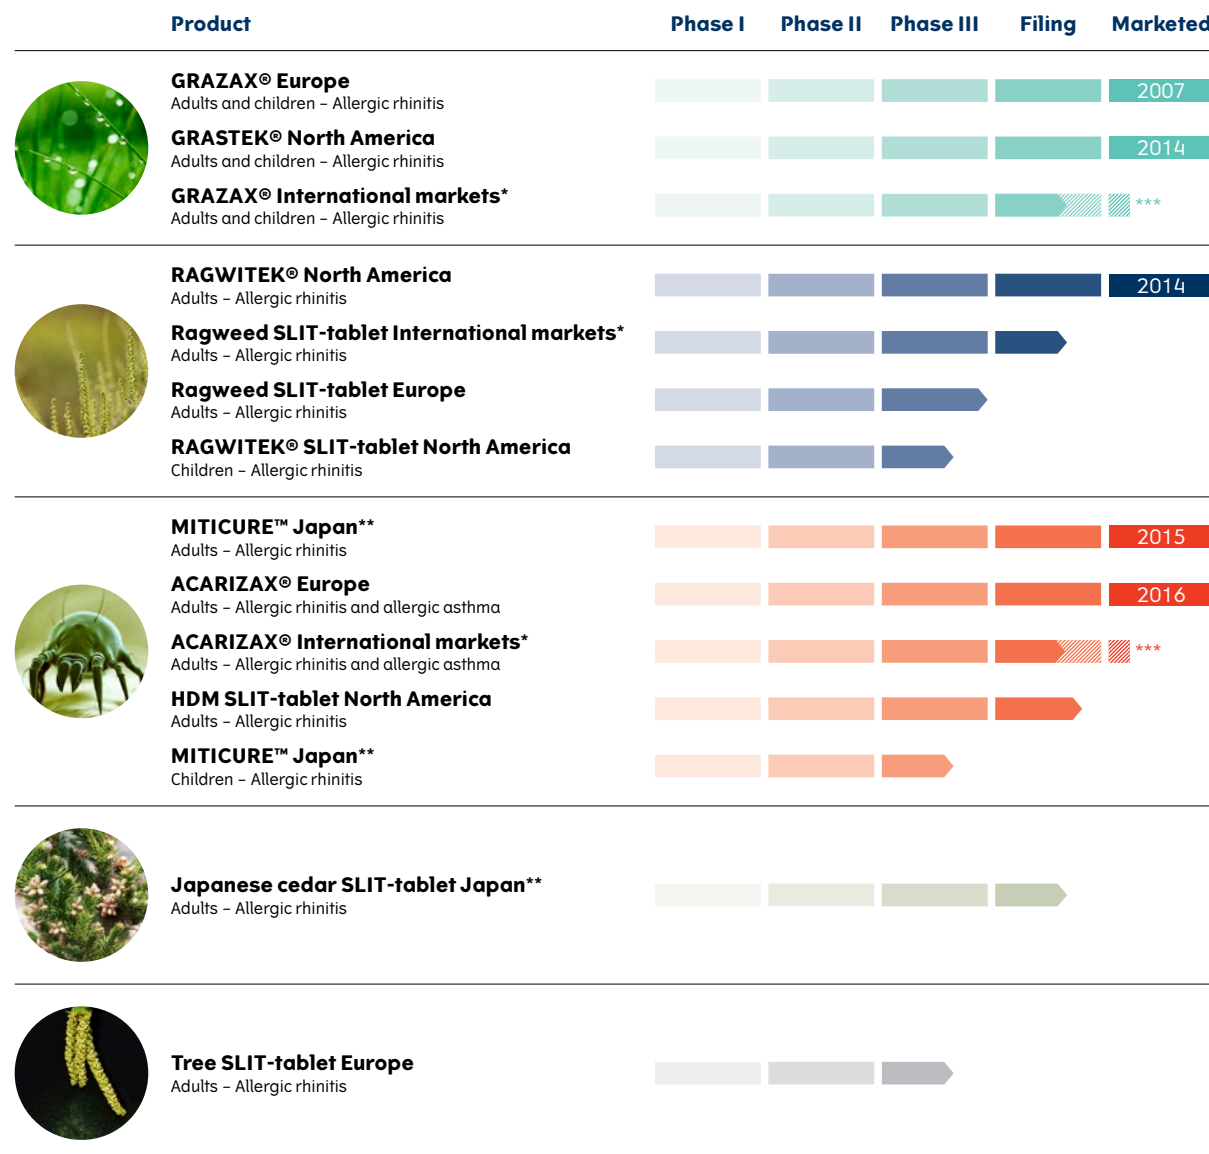 Product Phase I Phase II Phase III Filing Marketed
GRAZAX® Europe
Adults and children – Allergic rhinitis
2007
GRASTEK® North America
Adults and children – Allergic rhinitis
2014
GRAZAX® International markets*
Adults and children – Allergic rhinitis
***
RAGWITEK® North America
Adults – Allergic rhinitis
2014
Ragweed SLIT-tablet International markets*
Adults – Allergic rhinitis
Ragweed SLIT-tablet Europe
Adults – Allergic rhinitis
RAGWITEK® SLIT-tablet North America
Children – Allergic rhinitis
MITICURE™ Japan**
Adults – Allergic rhinitis
2015
ACARIZAX® Europe
Adults – Allergic rhinitis and allergic asthma
2016
ACARIZAX® International markets*
Adults – Allergic rhinitis and allergic asthma
***
HDM SLIT-tablet North America
Adults – Allergic rhinitis
MITICURE™ Japan**
Children – Allergic rhinitis
Japanese cedar SLIT-tablet Japan**
Adults – Allergic rhinitis
Tree SLIT-tablet Europe
Adults – Allergic rhinitis